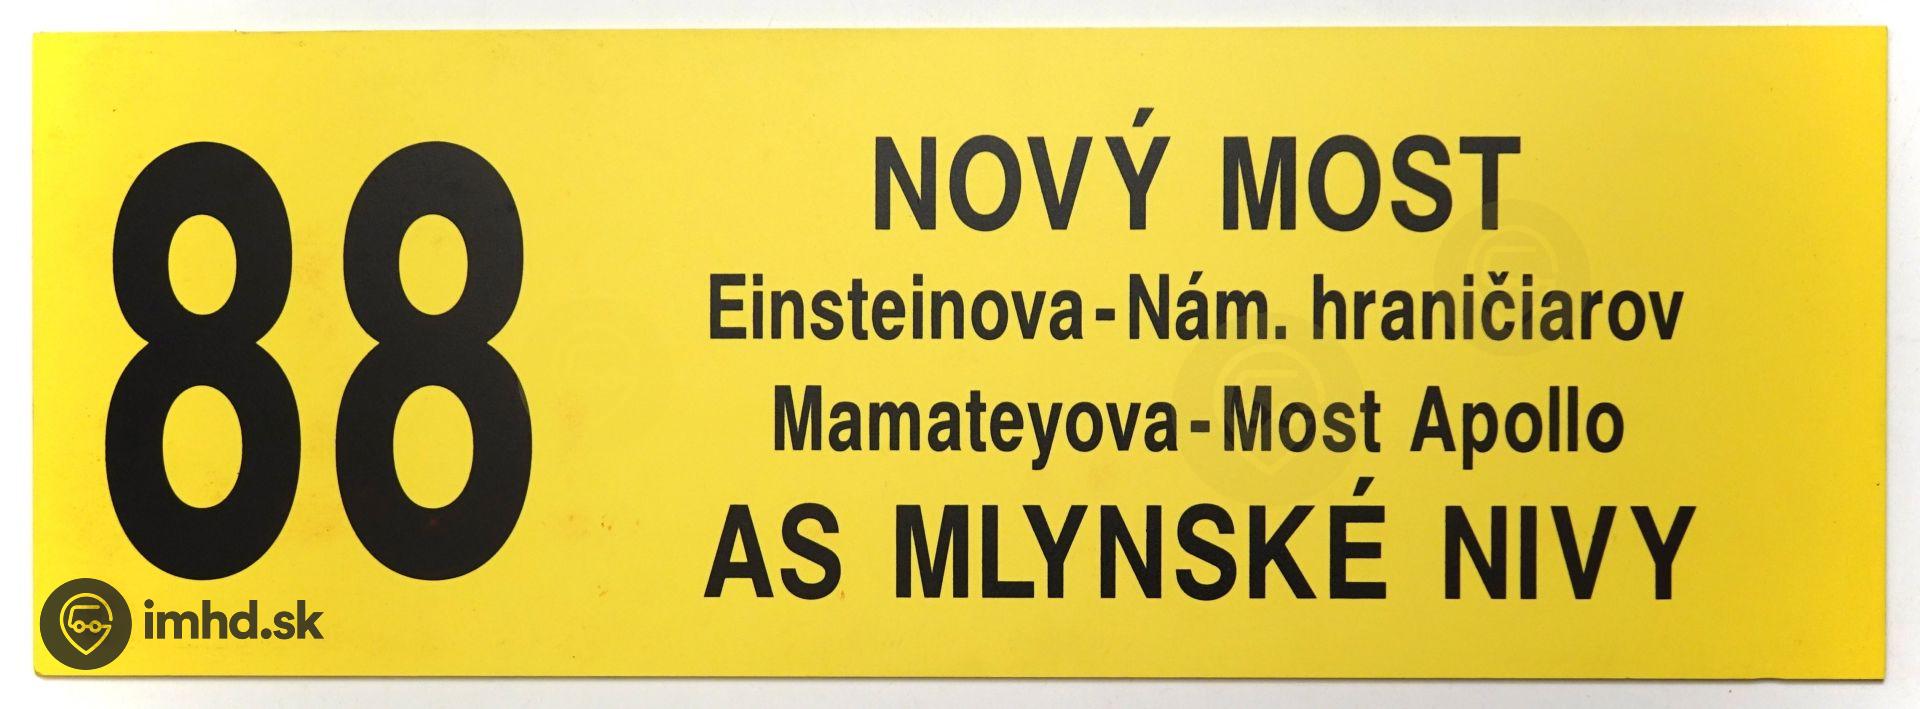 88
NOVÝ MOST
Einsteinova-Nám. hraničiarov
Mamateyova-Most Apollo
AS MLYNSKÉ NIVY
imhd.sk